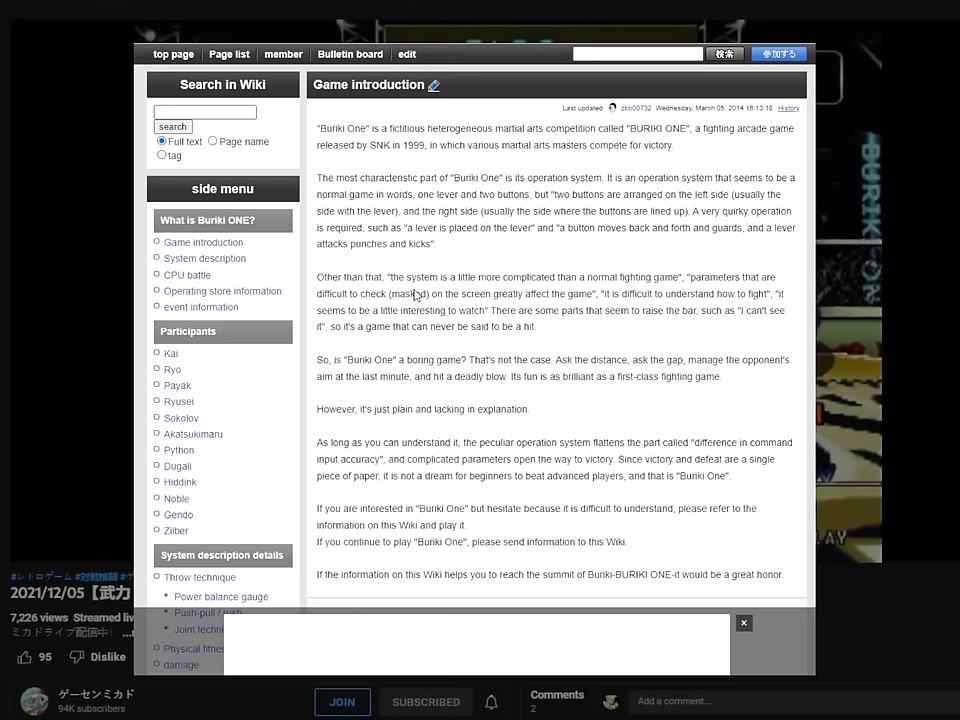 top page Page list member Bulletin board edit 検索 参加する
Search in Wiki
search
Full text Page name
tag
side menu
What is Buriki ONE?
Game introduction
System description
CPU battle
Operating store information
event information
Participants
Kai
Ryo
Payak
Ryusei
Sokolov
Akatsukimaru
Python
Dugali
Hiddink
Noble
Gendo
Zilber
System description details
Throw technique
Power balance gauge
Push-pull / rush
Joint techni
Physical fitnes
damage
Game introduction
Last updated: zbb00732 Wednesday, March 05, 2014 16:13:18 History
"Buriki One" is a fictitious heterogeneous martial arts competition called "BURIKI ONE", a fighting arcade game
released by SNK in 1999, in which various martial arts masters compete for victory.
The most characteristic part of "Buriki One" is its operation system. It is an operation system that seems to be a
normal game in words, one lever and two buttons, but "two buttons are arranged on the left side (usually the
side with the lever), and the right side (usually the side where the buttons are lined up). A very quirky operation
is required, such as "a lever is placed on the lever" and "a button moves back and forth and guards, and a lever
attacks punches and kicks".
Other than that, "the system is a little more complicated than a normal fighting game", "parameters that are
difficult to check (masked) on the screen greatly affect the game", "it is difficult to understand how to fight", "it
seems to be a little interesting to watch" There are some parts that seem to raise the bar, such as "I can't see
it", so it's a game that can never be said to be a hit.
So, is "Buriki One" a boring game? That's not the case. Ask the distance, ask the gap, manage the opponent's
aim at the last minute, and hit a deadly blow. Its fun is as brilliant as a first-class fighting game.
However, it's just plain and lacking in explanation.
As long as you can understand it, the peculiar operation system flattens the part called "difference in command
input accuracy", and complicated parameters open the way to victory. Since victory and defeat are a single
piece of paper, it is not a dream for beginners to beat advanced players, and that is "Buriki One".
If you are interested in "Buriki One" but hesitate because it is difficult to understand, please refer to the
information on this Wiki and play it.
If you continue to play "Buriki One", please send information to this Wiki.
If the information on this Wiki helps you to reach the summit of Buriki-BURIKI ONE-it would be a great honor.
BURIK
LAY
#レトロゲーム #対戦格闘 #ゲ
2021/12/05【武力
7,226 views Streamed liv
ミカドライブ配信中! ...
95 Dislike
ゲーセンミカド
94K subscribers
JOIN SUBSCRIBED
Comments
2
Add a comment...